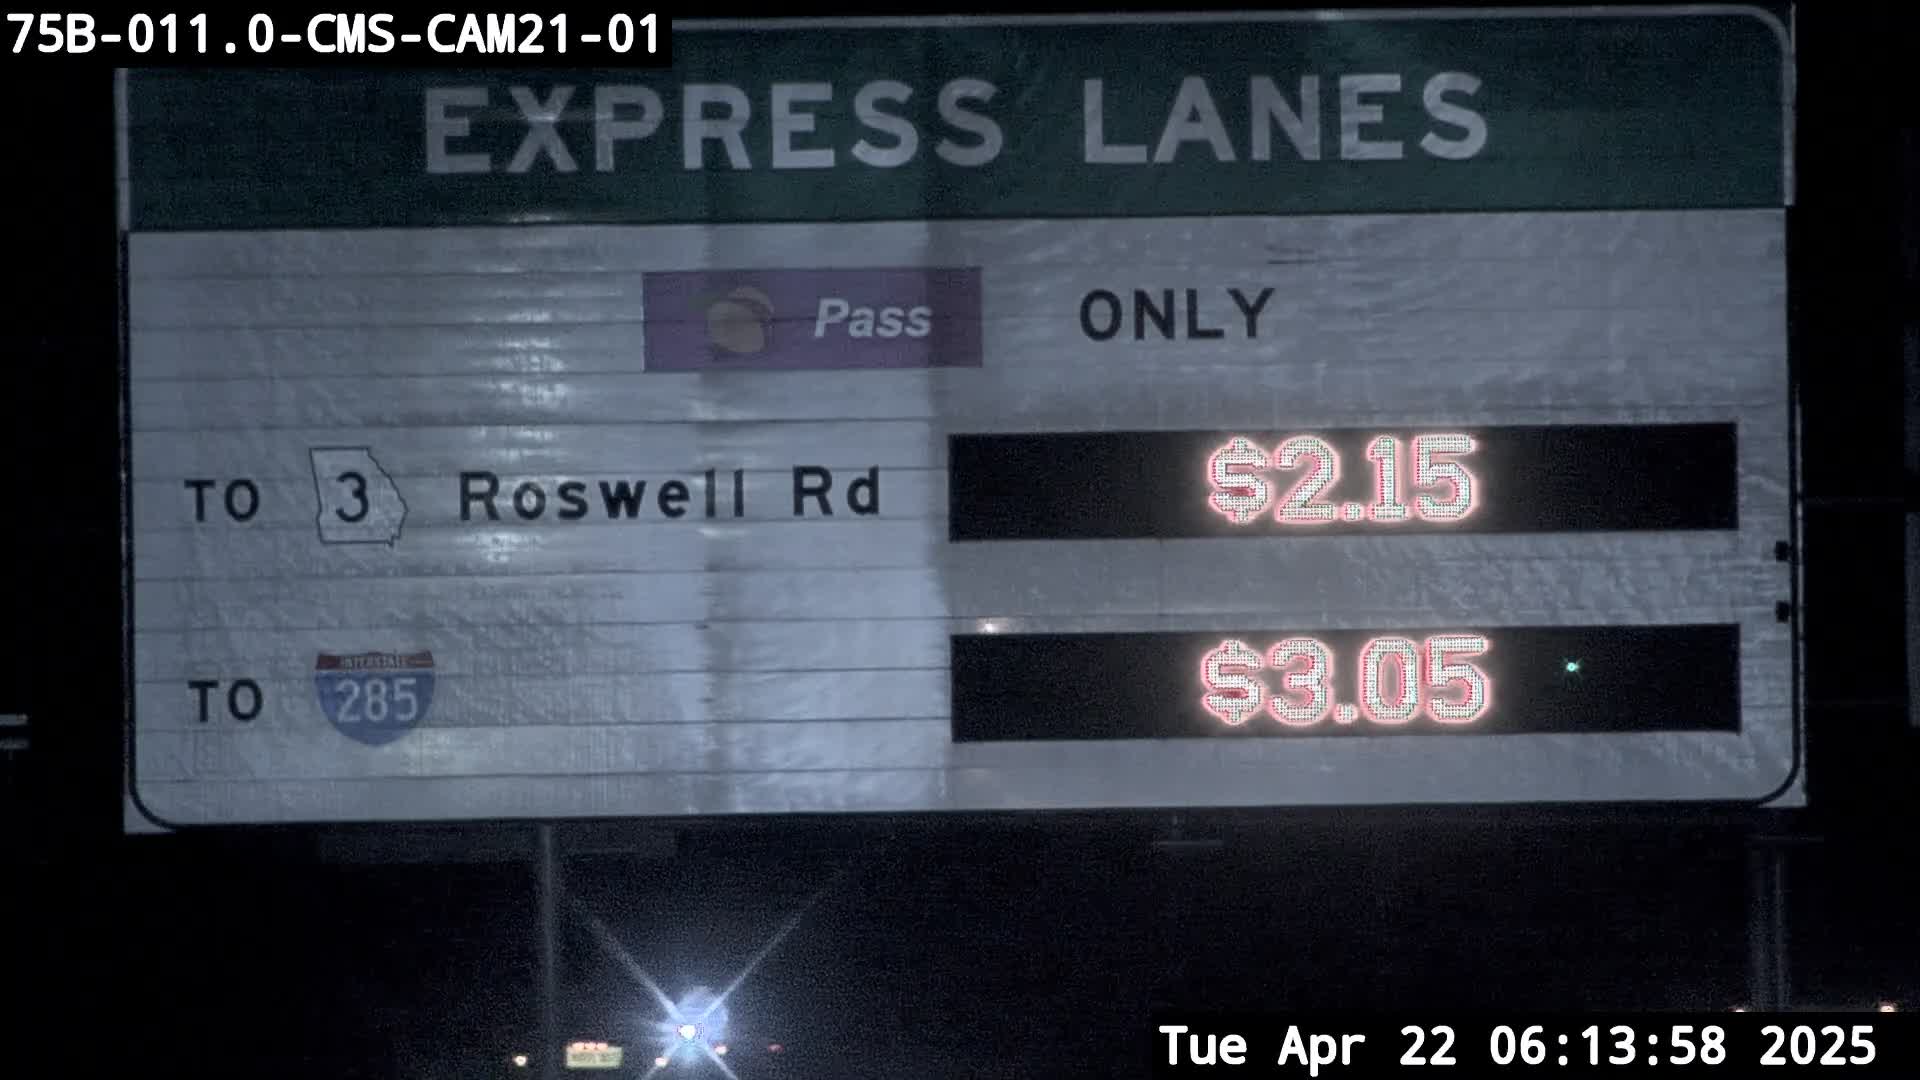 75B-011.0-CMS-CAM21-01
EXPRESS LANES
Pass ONLY
TO 3 Roswell Rd $2.15
TO INTERSTATE 285 $3.05
Tue Apr 22 06:13:58 2025